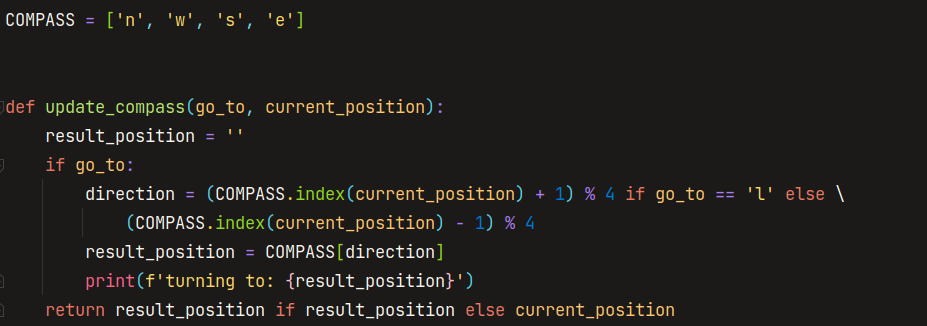 COMPASS = ['n', 'w', 's', 'e']
def update_compass(go_to, current_position):
    result_position = ''
    if go_to:
        direction = (COMPASS.index(current_position) + 1) % 4 if go_to == 'l' else \
            (COMPASS.index(current_position) - 1) % 4
        result_position = COMPASS[direction]
        print(f'turning to: {result_position}')
    return result_position if result_position else current_position